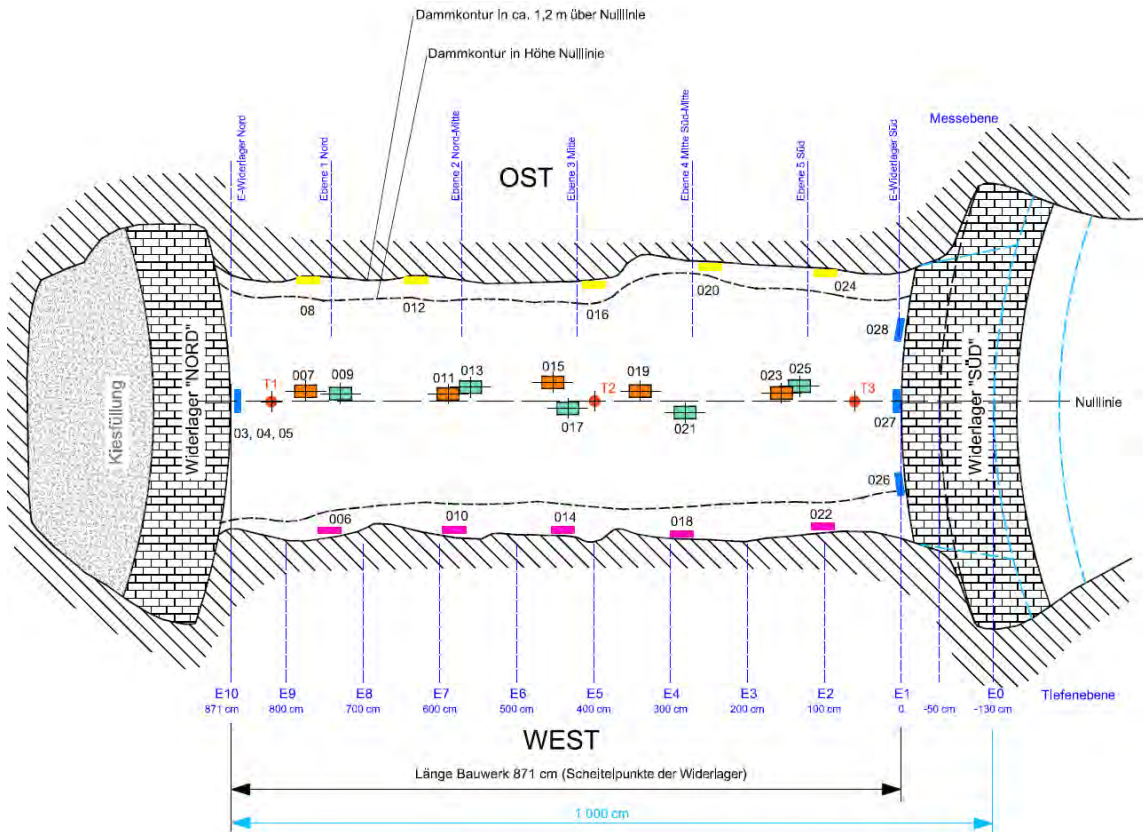 Dammkontur in ca. 1,2 m über Nulllinie
Dammkontur in Höhe Nulllinie
Messebene
E-Widerlager Nord
Ebene 1 Nord
Ebene 2 Nord-Mitte
Ebene 3 Mitte
Ebene 4 Mitte Süd-Mitte
Ebene 5 Süd
E-Widerlager Süd
OST
08
012
016
020
024
028
Kiesfüllung
Widerlager "NORD"
Widerlager "SÜD"
T1
007
009
011
013
015
T2
017
019
021
023
025
T3
027
Nulllinie
03, 04, 05
026
006
010
014
018
022
E10
E9
E8
E7
E6
E5
E4
E3
E2
E1
E0
Tiefenebene
871 cm
800 cm
700 cm
600 cm
500 cm
400 cm
300 cm
200 cm
100 cm
0
-50 cm
-130 cm
WEST
Länge Bauwerk 871 cm (Scheitelpunkte der Widerlager)
1 000 cm